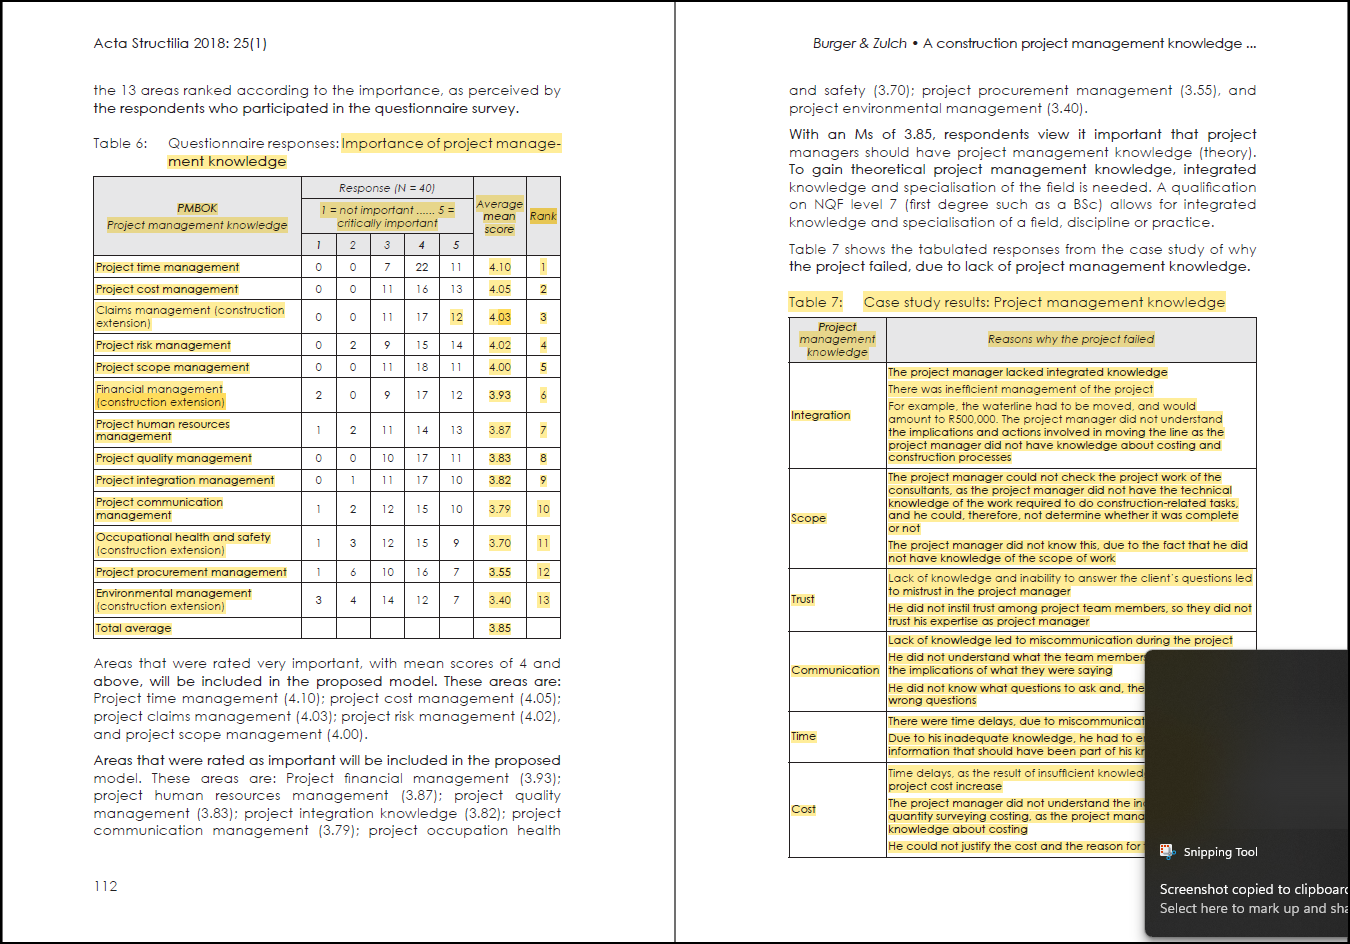 Acta Structilia 2018: 25(1)
the 13 areas ranked according to the importance, as perceived by
the respondents who participated in the questionnaire survey.
Table 6: Questionnaire responses: Importance of project manage-
ment knowledge
PMBOK
Project management knowledge
Response (N = 40)
1 = not important ...... 5 =
critically important
Average
mean
score
Rank
1 2 3 4 5
Project time management 0 0 7 22 11 4.10 1
Project cost management 0 0 11 16 13 4.05 2
Claims management (construction
extension) 0 0 11 17 12 4.03 3
Project risk management 0 2 9 15 14 4.02 4
Project scope management 0 0 11 18 11 4.00 5
Financial management
(construction extension) 2 0 9 17 12 3.93 6
Project human resources
management 1 2 11 14 13 3.87 7
Project quality management 0 0 10 17 11 3.83 8
Project integration management 0 1 11 17 10 3.82 9
Project communication
management 1 2 12 15 10 3.79 10
Occupational health and safety
(construction extension) 1 3 12 15 9 3.70 11
Project procurement management 1 6 10 16 7 3.55 12
Environmental management
(construction extension) 3 4 14 12 7 3.40 13
Total average 3.85
Areas that were rated very important, with mean scores of 4 and
above, will be included in the proposed model. These areas are:
Project time management (4.10); project cost management (4.05);
project claims management (4.03); project risk management (4.02),
and project scope management (4.00).
Areas that were rated as important will be included in the proposed
model. These areas are: Project financial management (3.93);
project human resources management (3.87); project quality
management (3.83); project integration knowledge (3.82); project
communication management (3.79); project occupation health
112
Burger & Zulch • A construction project management knowledge ...
and safety (3.70); project procurement management (3.55), and
project environmental management (3.40).
With an Ms of 3.85, respondents view it important that project
managers should have project management knowledge (theory).
To gain theoretical project management knowledge, integrated
knowledge and specialisation of the field is needed. A qualification
on NQF level 7 (first degree such as a BSc) allows for integrated
knowledge and specialisation of a field, discipline or practice.
Table 7 shows the tabulated responses from the case study of why
the project failed, due to lack of project management knowledge.
Table 7: Case study results: Project management knowledge
Project
management
knowledge
Reasons why the project failed
Integration
The project manager lacked integrated knowledge
There was inefficient management of the project
For example, the waterline had to be moved, and would
amount to R500,000. The project manager did not understand
the implications and actions involved in moving the line as the
project manager did not have knowledge about costing and
construction processes
Scope
The project manager could not check the project work of the
consultants, as the project manager did not have the technical
knowledge of the work required to do construction-related tasks,
and he could, therefore, not determine whether it was complete
or not
The project manager did not know this, due to the fact that he did
not have knowledge of the scope of work
Trust
Lack of knowledge and inability to answer the client's questions led
to mistrust in the project manager
He did not instil trust among project team members, so they did not
trust his expertise as project manager
Communication
Lack of knowledge led to miscommunication during the project
He did not understand what the team member
the implications of what they were saying
He did not know what questions to ask and, the
wrong questions
Time
There were time delays, due to miscommunicat
Due to his inadequate knowledge, he had to e
information that should have been part of his k
Cost
Time delays, as the result of insufficient knowled
project cost increase
The project manager did not understand the in
quantity surveying costing, as the project mana
knowledge about costing
He could not justify the cost and the reason for
Snipping Tool
Screenshot copied to clipboard
Select here to mark up and sha